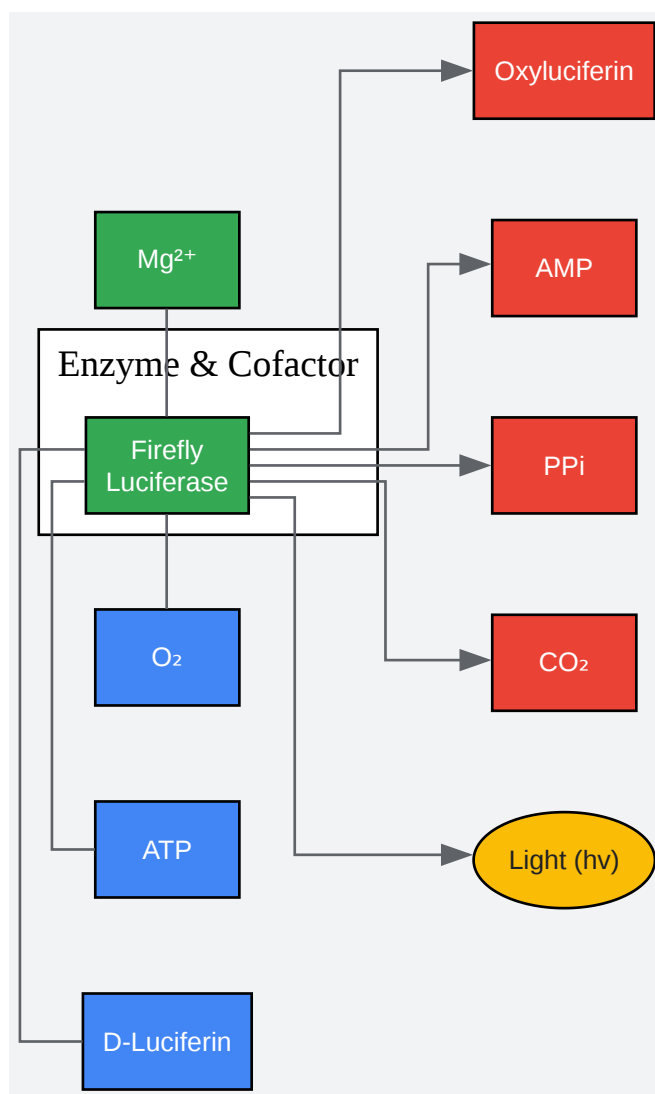 Oxyluciferin
Mg²⁺
AMP
Enzyme & Cofactor
Firefly
Luciferase
PPi
O₂
CO₂
ATP
Light (hv)
D-Luciferin